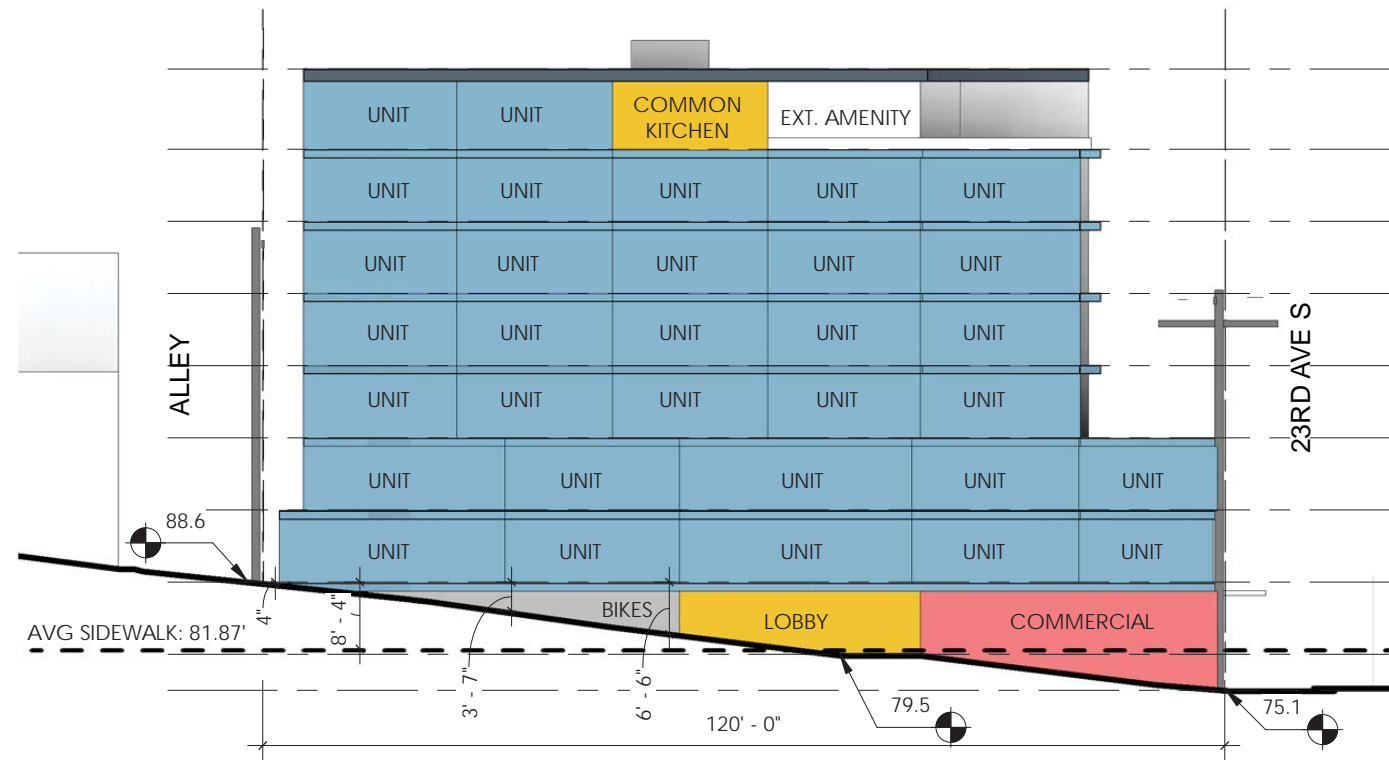 UNIT UNIT COMMON KITCHEN EXT. AMENITY
UNIT UNIT UNIT UNIT UNIT
UNIT UNIT UNIT UNIT UNIT
UNIT UNIT UNIT UNIT UNIT
UNIT UNIT UNIT UNIT UNIT
ALLEY
23RD AVE S
UNIT UNIT UNIT UNIT UNIT
88.6
UNIT UNIT UNIT UNIT UNIT
AVG SIDEWALK: 81.87'
4"
8' - 4"
3' - 7"
6' - 6"
BIKES LOBBY COMMERCIAL
79.5
75.1
120' - 0"